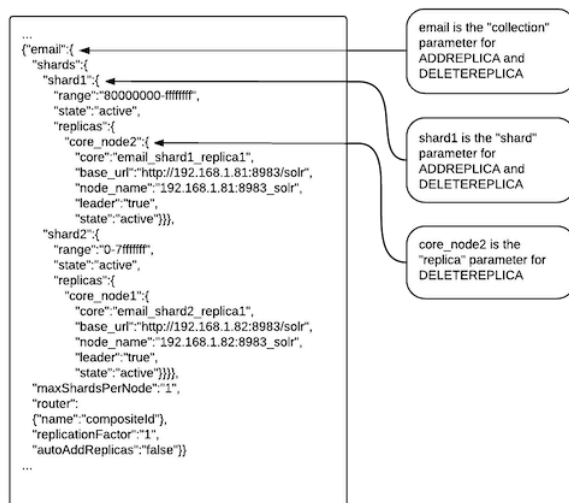 ...
{"email":{
"shards":{
"shard1":{
"range":"80000000-ffffffff",
"state":"active",
"replicas":{
"core_node2":{
"core":"email_shard1_replica1",
"base_url":"http://192.168.1.81:8983/solr",
"node_name":"192.168.1.81:8983_solr",
"leader":"true",
"state":"active"}}},
"shard2":{
"range":"0-7fffffff",
"state":"active",
"replicas":{
"core_node1":{
"core":"email_shard2_replica1",
"base_url":"http://192.168.1.82:8983/solr",
"node_name":"192.168.1.82:8983_solr",
"leader":"true",
"state":"active"}}}},
"maxShardsPerNode":"1",
"router":
{"name":"compositeId"},
"replicationFactor":"1",
"autoAddReplicas":"false"}}
...
email is the "collection"
parameter for
ADDREPLICA and
DELETEREPLICA
shard1 is the "shard"
parameter for
ADDREPLICA and
DELETEREPLICA
core_node2 is the
"replica" parameter for
DELETEREPLICA